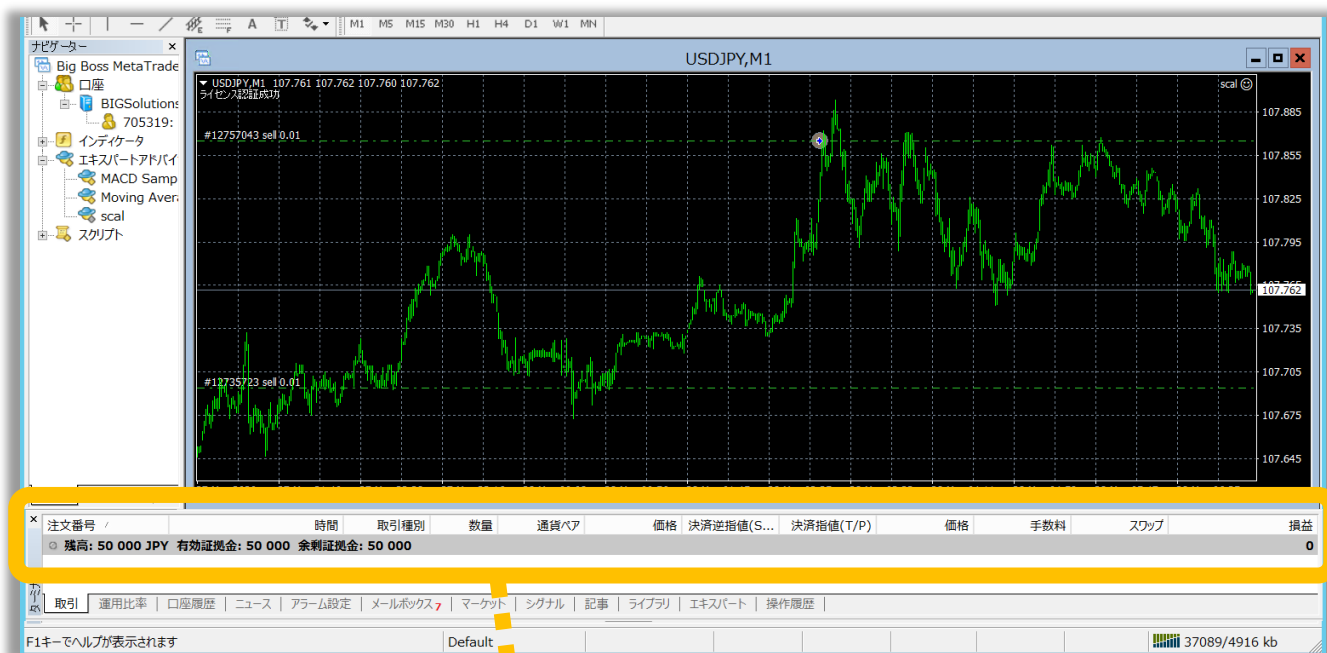 A T M1 M5 M15 M30 H1 H4 D1 W1 MN
ナビゲーター ×
Big Boss MetaTrade
口座
BIGSolutions
705319:
インディケータ
エキスパートアドバイ
MACD Samp
Moving Avera
scal
スクリプト
USDJPY,M1
USDJPY,M1 107.761 107.762 107.760 107.762
scal
ライセンス認証成功
107.885
#12757043 sell 0.01
107.855
107.825
107.795
107.762
107.735
#12735723 sell 0.01
107.705
107.675
107.645
注文番号 / 時間 取引種別 数量 通貨ペア 価格 決済逆指値(S... 決済指値(T/P) 価格 手数料 スワップ 損益
残高: 50 000 JPY 有効証拠金: 50 000 余剰証拠金: 50 000 0
取引 運用比率 口座履歴 ニュース アラーム設定 メールボックス 7 マーケット シグナル 記事 ライブラリ エキスパート 操作履歴
F1キーでヘルプが表示されます Default 37089/4916 kb